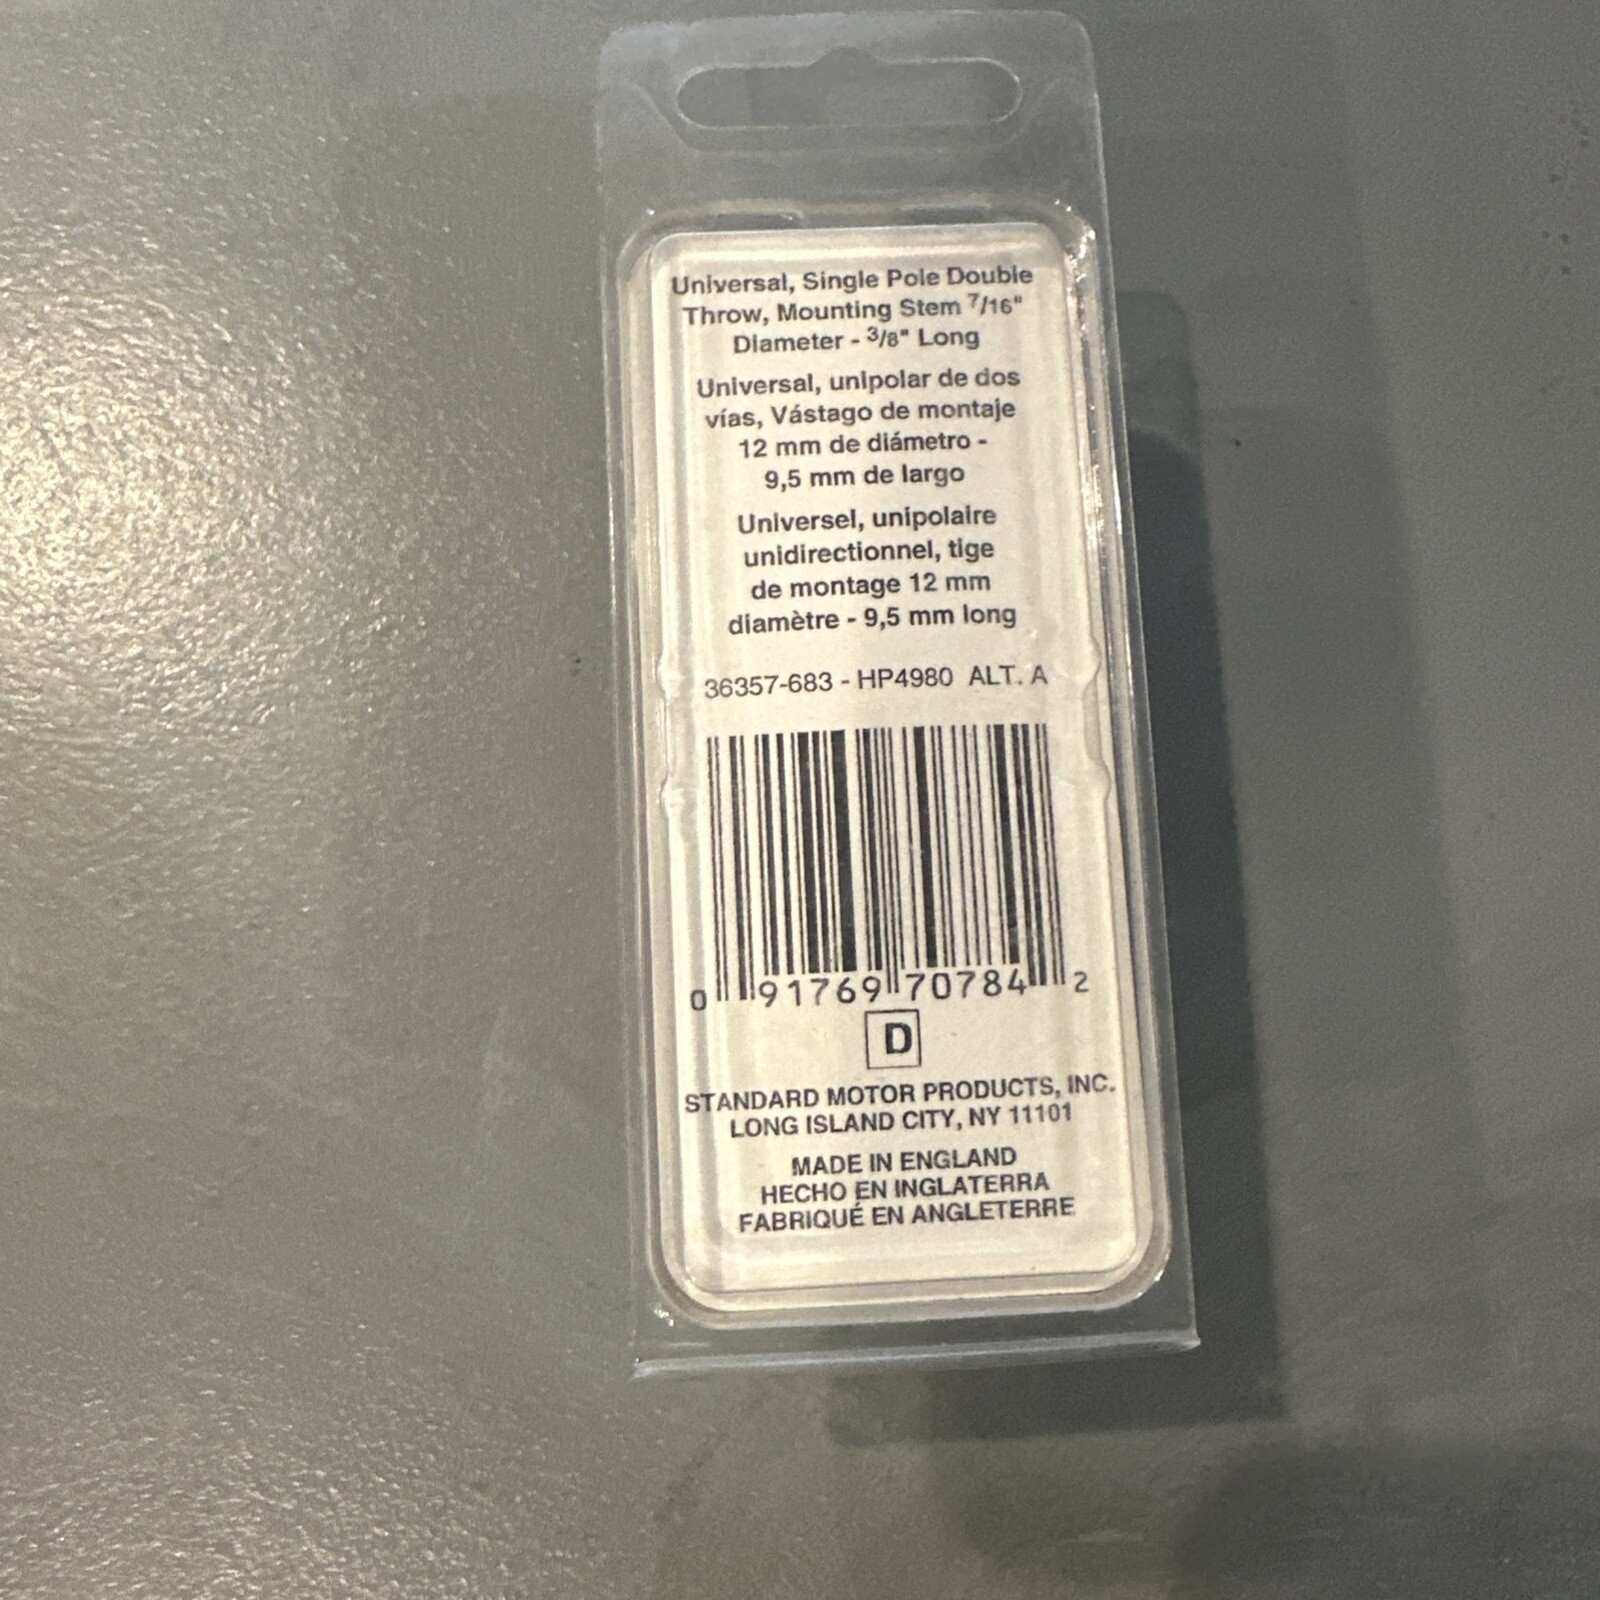 Universal, Single Pole Double
Throw, Mounting Stem 7/16"
Diameter - 3/8" Long
Universal, unipolar de dos
vías, Vástago de montaje
12 mm de diámetro -
9,5 mm de largo
Universel, unipolaire
unidirectionnel, tige
de montage 12 mm
diamètre - 9,5 mm long
36357-683 - HP4980 ALT. A
0 91769 70784 2
D
STANDARD MOTOR PRODUCTS, INC.
LONG ISLAND CITY, NY 11101
MADE IN ENGLAND
HECHO EN INGLATERRA
FABRIQUÉ EN ANGLETERRE